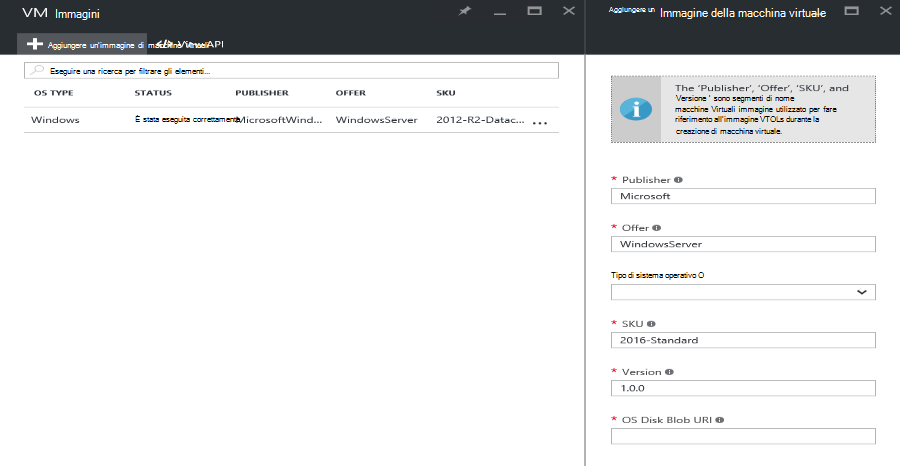 VM Immagini
Aggiungere un'immagine di macchine Virtuali View API
Eseguire una ricerca per filtrare gli elementi...
OS TYPE STATUS PUBLISHER OFFER SKU
Windows È stata eseguita correttamente MicrosoftWind... WindowsServer 2012-R2-Datac... ...
Aggiungere un Immagine della macchina virtuale
The 'Publisher', 'Offer', 'SKU', and
Versione ' sono segmenti di nome
macchine Virtuali immagine utilizzato per fare
riferimento all'immagine VTOLs durante la
creazione di macchina virtuale.
* Publisher
Microsoft
* Offer
WindowsServer
Tipo di sistema operativo O
* SKU
2016-Standard
* Version
1.0.0
* OS Disk Blob URI